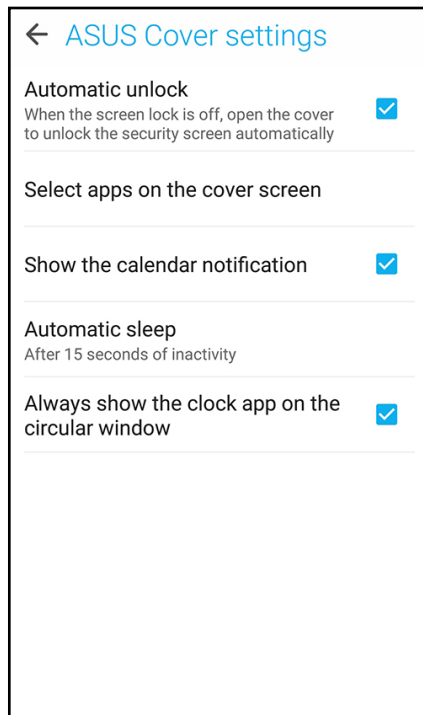 ASUS Cover settings
Automatic unlock
When the screen lock is off, open the cover
to unlock the security screen automatically
Select apps on the cover screen
Show the calendar notification
Automatic sleep
After 15 seconds of inactivity
Always show the clock app on the
circular window